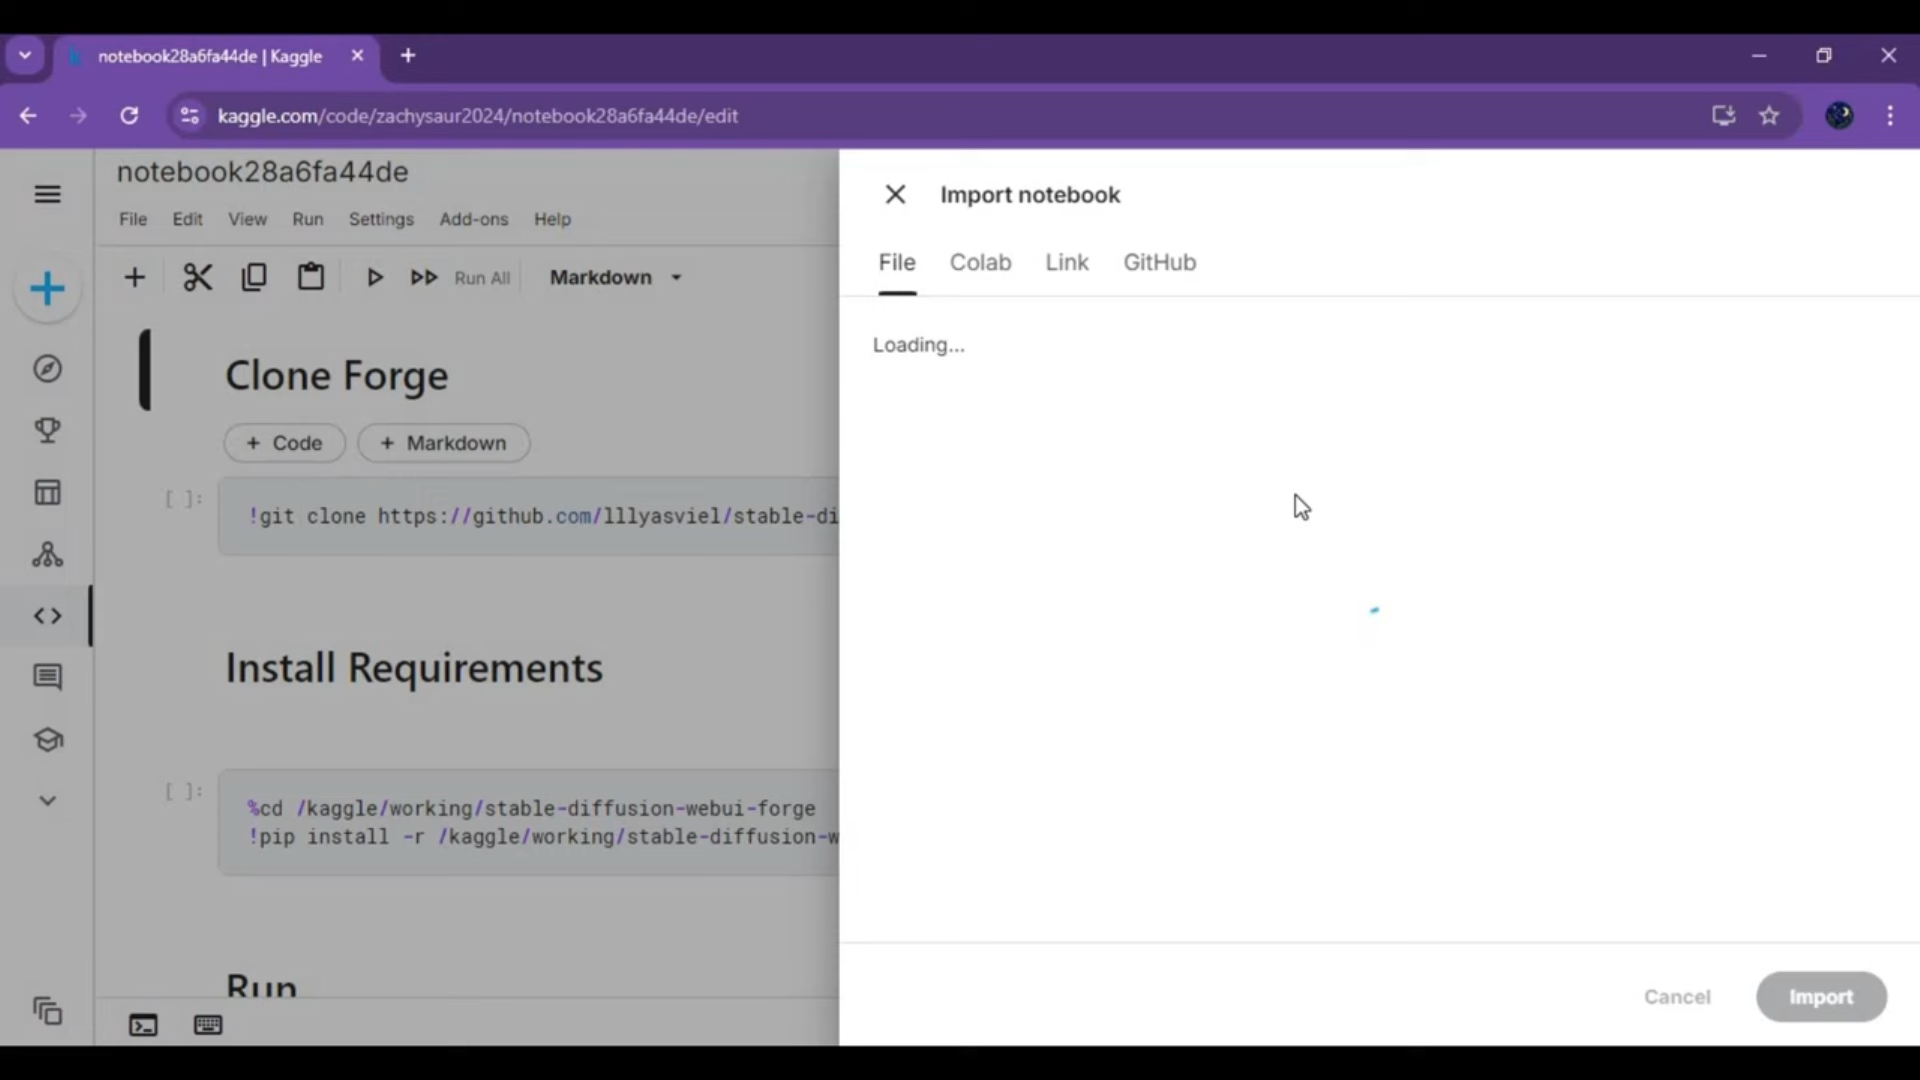 notebook28a6fa44de | Kaggle
kaggle.com/code/zachysaur2024/notebook28a6fa44de/edit
notebook28a6fa44de
File Edit View Run Settings Add-ons Help
Run All Markdown
Clone Forge
+ Code + Markdown
[ ]: !git clone https://github.com/lllyasviel/stable-di
Install Requirements
[ ]: %cd /kaggle/working/stable-diffusion-webui-forge
!pip install -r /kaggle/working/stable-diffusion-w
Run
Import notebook
File Colab Link GitHub
Loading...
Cancel Import